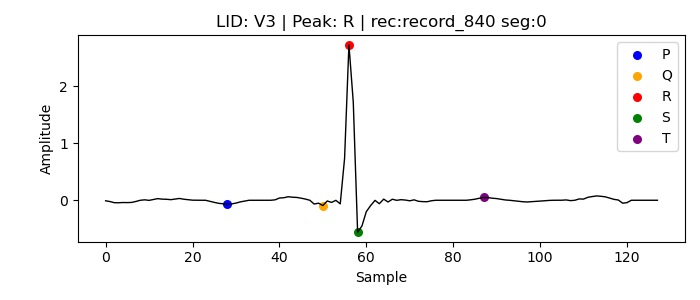 LID: V3 | Peak: R | rec:record_840 seg:0
Amplitude
2
1
0
0
20
40
60
80
100
120
Sample
P
Q
R
S
T